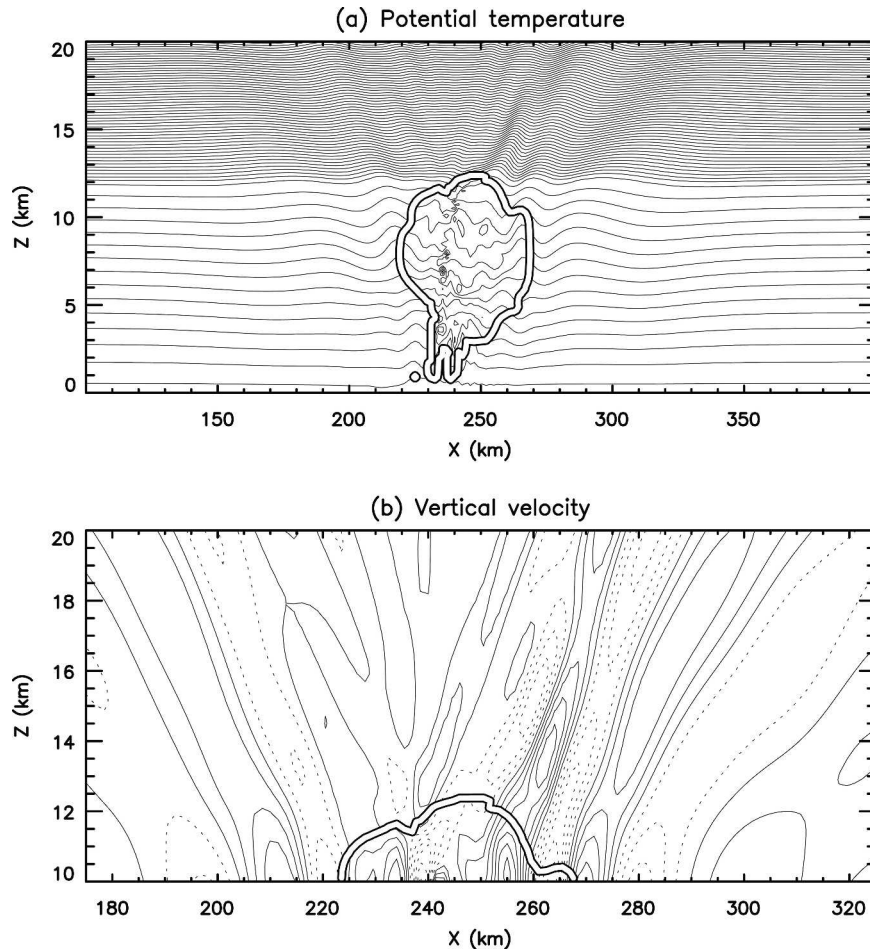 (a) Potential temperature
20
15
10
5
0
Z (km)
150 200 250 300 350
X (km)
(b) Vertical velocity
20
18
16
14
12
10
Z (km)
180 200 220 240 260 280 300 320
X (km)